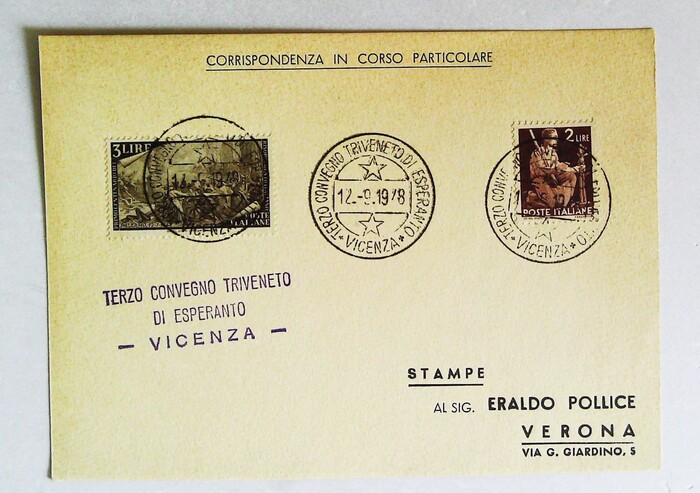 CORRISPONDENZA IN CORSO PARTICOLARE
3 LIRE
POSTE
ITALIANE
TERZO CONVEGNO TRIVENETO DI ESPERANTO
12.-9.1948
VICENZA
2 LIRE
POSTE ITALIANE
VICENZA
TERZO CONVEGNO TRIVENETO
DI ESPERANTO
— VICENZA —
STAMPE
AL SIG. ERALDO POLLICE
VERONA
VIA G. GIARDINO, 5